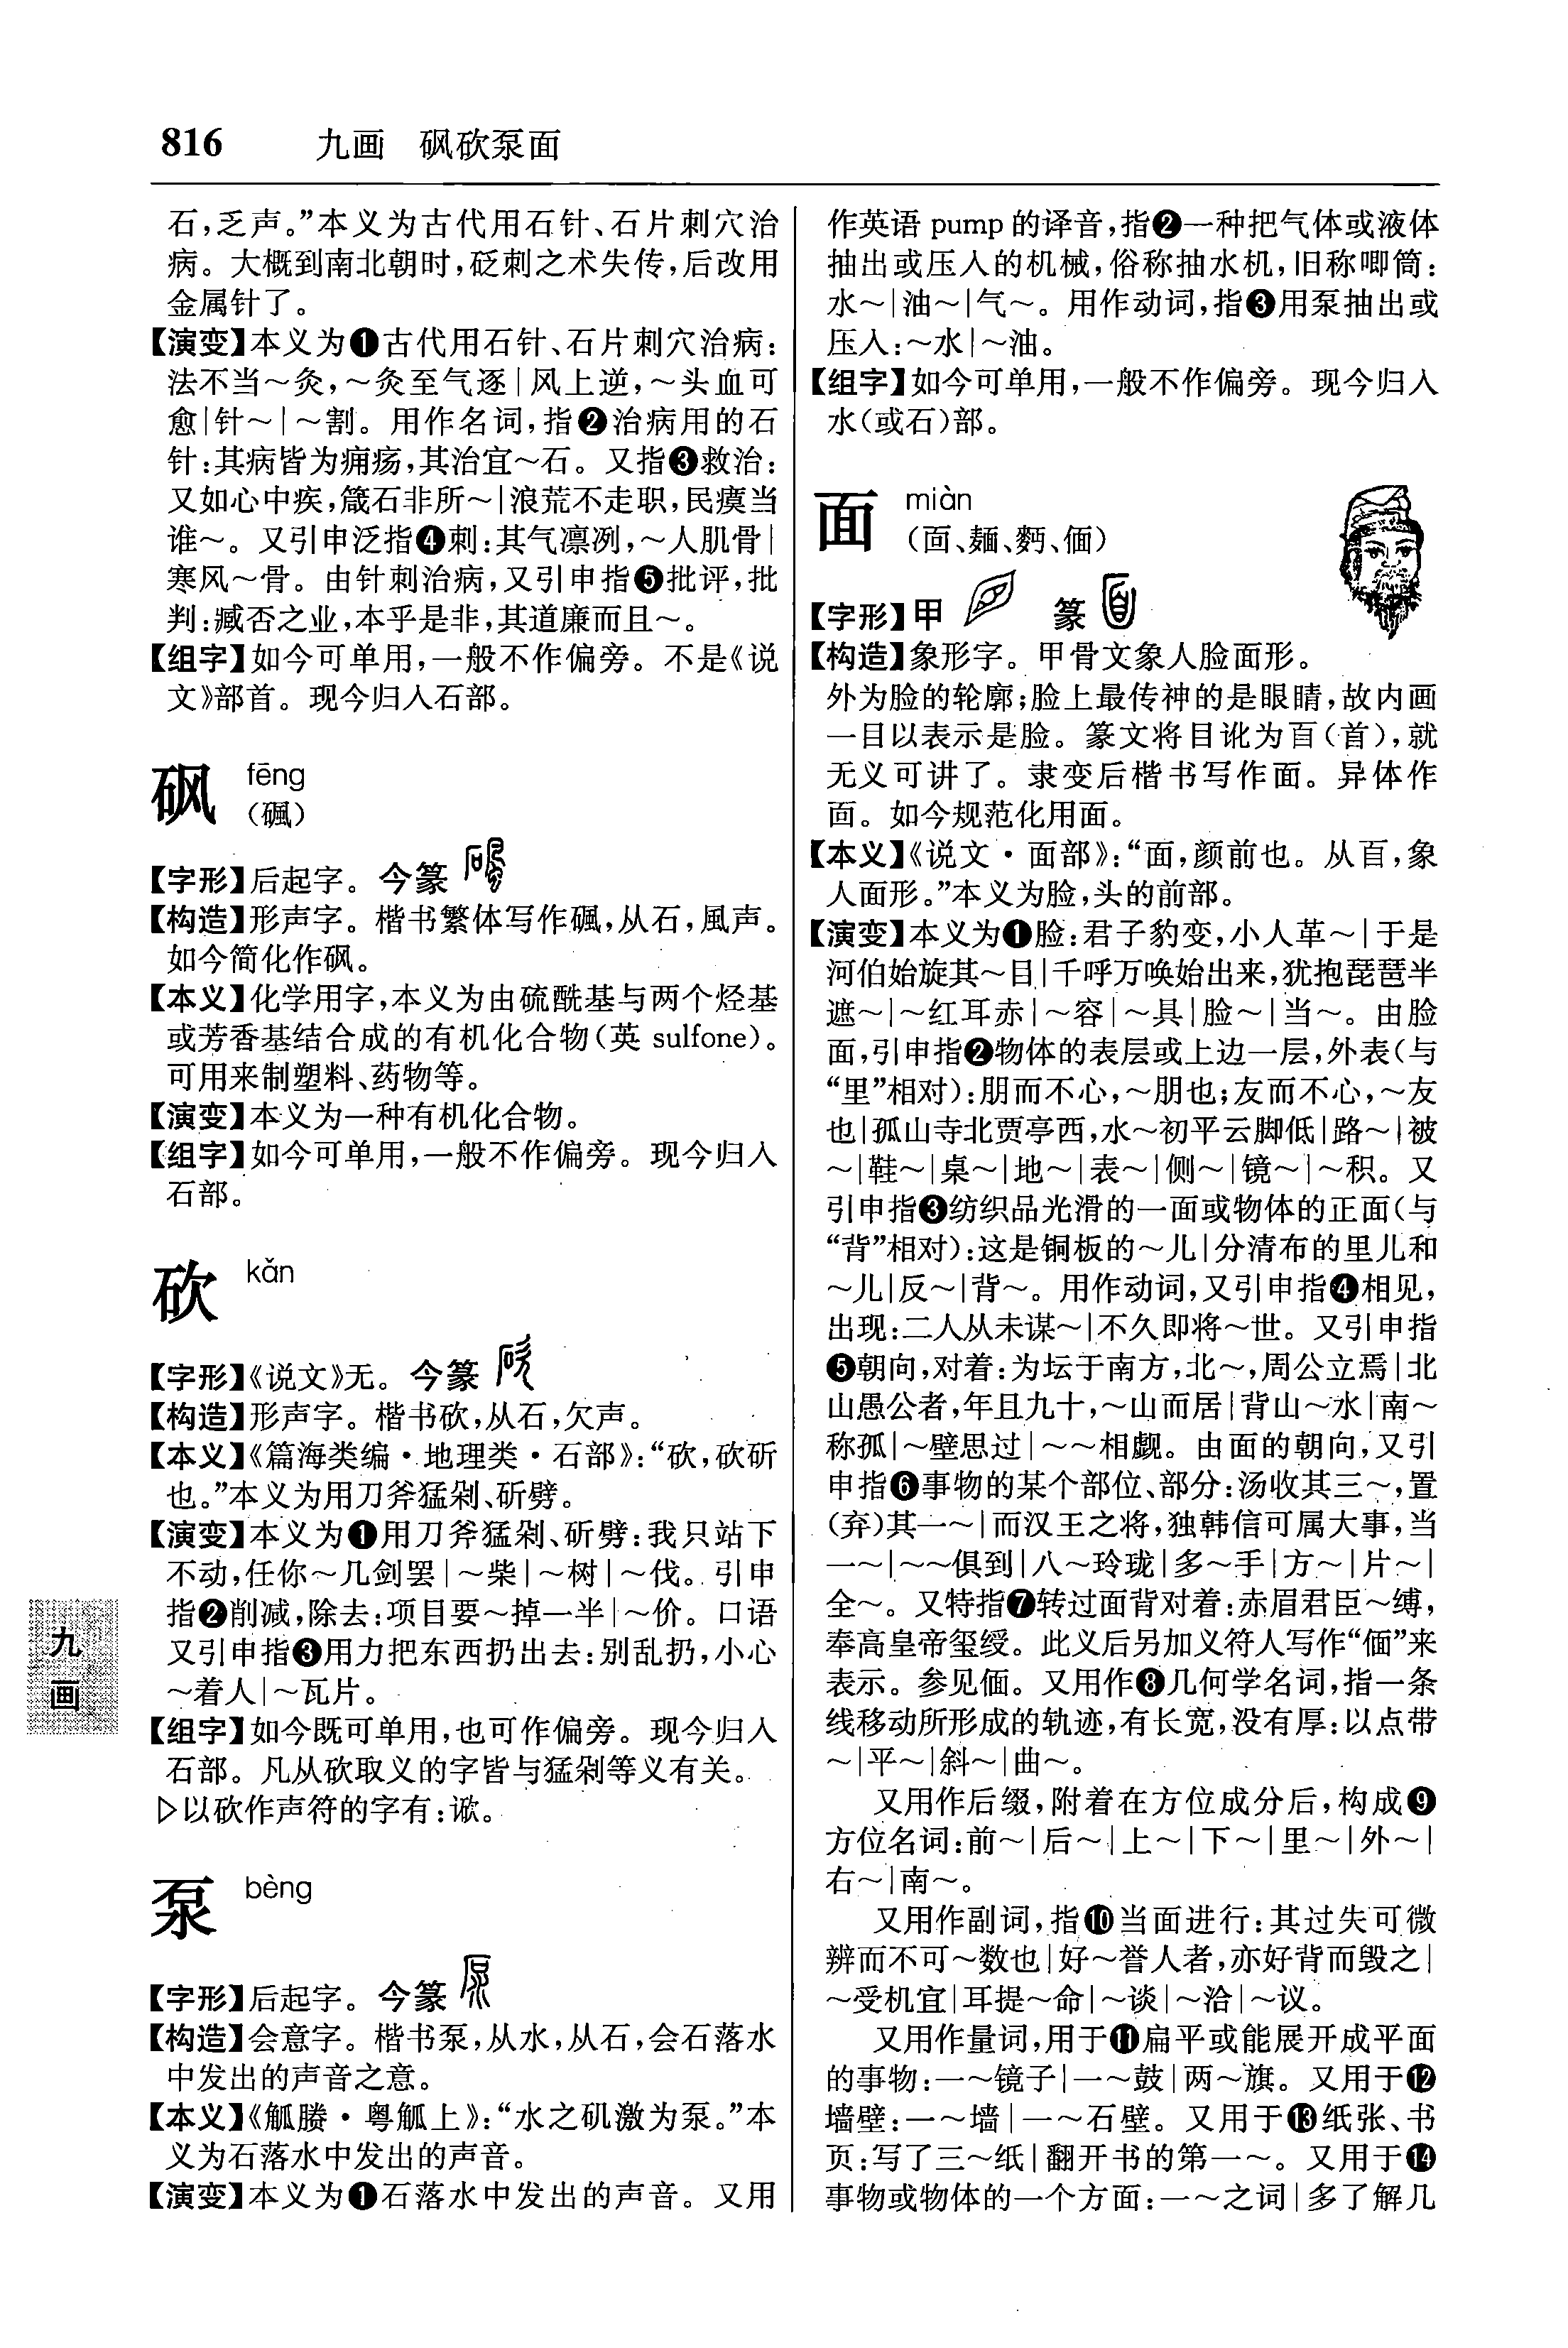 816 九画 砜砍泵面
石,乏声。”本义为古代用石针、石片刺穴治
病。大概到南北朝时,砭刺之术失传,后改用
金属针了。
【演变】本义为❶古代用石针、石片刺穴治病:
法不当～灸,～灸至气逐|风上逆,～头血可
愈|针～|～割。用作名词,指❷治病用的石
针:其病皆为痈疡,其治宜～石。又指❸救治:
又如心中疾,箴石非所～|浪荒不走职,民瘼当
谁～。又引申泛指❹刺:其气凛冽,～人肌骨|
寒风～骨。由针刺治病,又引申指❺批评,批
判:臧否之业,本乎是非,其道廉而且～。
【组字】如今可单用,一般不作偏旁。不是《说
文》部首。现今归入石部。
砜 fēng
(碸)
【字形】后起字。今篆
【构造】形声字。楷书繁体写作碸,从石,風声。
如今简化作砜。
【本义】化学用字,本义为由硫酰基与两个烃基
或芳香基结合成的有机化合物(英 sulfone)。
可用来制塑料、药物等。
【演变】本义为一种有机化合物。
【组字】如今可单用,一般不作偏旁。现今归入
石部。
砍 kǎn
【字形】《说文》无。今篆
【构造】形声字。楷书砍,从石,欠声。
【本义】《篇海类编·地理类·石部》:“砍,砍斫
也。”本义为用刀斧猛剁、斫劈。
【演变】本义为❶用刀斧猛剁、斫劈:我只站下
不动,任你～几剑罢|～柴|～树|～伐。引申
指❷削减,除去:项目要～掉一半|～价。口语
又引申指❸用力把东西扔出去:别乱扔,小心
～着人|～瓦片。
【组字】如今既可单用,也可作偏旁。现今归入
石部。凡从砍取义的字皆与猛剁等义有关。
▷以砍作声符的字有:𰵧。
泵 bèng
【字形】后起字。今篆
【构造】会意字。楷书泵,从水,从石,会石落水
中发出的声音之意。
【本义】《觚賸·粤觚上》:“水之矶激为泵。”本
义为石落水中发出的声音。
【演变】本义为❶石落水中发出的声音。又用
作英语 pump 的译音,指❷一种把气体或液体
抽出或压入的机械,俗称抽水机,旧称唧筒:
水～|油～|气～。用作动词,指❸用泵抽出或
压入:～水|～油。
【组字】如今可单用,一般不作偏旁。现今归入
水(或石)部。
面 miàn
(靣、麺、麪、偭)
【字形】甲 篆
【构造】象形字。甲骨文象人脸面形。
外为脸的轮廓;脸上最传神的是眼睛,故内画
一目以表示是脸。篆文将目讹为𦣻(首),就
无义可讲了。隶变后楷书写作面。异体作
靣。如今规范化用面。
【本义】《说文·面部》:“面,颜前也。从𦣻,象
人面形。”本义为脸,头的前部。
【演变】本义为❶脸:君子豹变,小人革～|于是
河伯始旋其～目|千呼万唤始出来,犹抱琵琶半
遮～|～红耳赤|～容|～具|脸～|当～。由脸
面,引申指❷物体的表层或上边一层,外表(与
“里”相对):朋而不心,～朋也;友而不心,～友
也|孤山寺北贾亭西,水～初平云脚低|路～|被
～|鞋～|桌～|地～|表～|侧～|镜～|～积。又
引申指❸纺织品光滑的一面或物体的正面(与
“背”相对):这是铜板的～儿|分清布的里儿和
～儿|反～|背～。用作动词,又引申指❹相见,
出现:二人从未谋～|不久即将～世。又引申指
❺朝向,对着:为坛于南方,北～,周公立焉|北
山愚公者,年且九十,～山而居|背山～水|南～
称孤|～壁思过|～～相觑。由面的朝向,又引
申指❻事物的某个部位、部分:汤收其三～,置
(弃)其一～|而汉王之将,独韩信可属大事,当
一～|～～俱到|八～玲珑|多～手|方～|片～|
全～。又特指❼转过面背对着:赤眉君臣～缚,
奉高皇帝玺绶。此义后另加义符人写作“偭”来
表示。参见偭。又用作❽几何学名词,指一条
线移动所形成的轨迹,有长宽,没有厚:以点带
～|平～|斜～|曲～。
又用作后缀,附着在方位成分后,构成❾
方位名词:前～|后～|上～|下～|里～|外～|
右～|南～。
又用作副词,指❿当面进行:其过失可微
辨而不可～数也|好～誉人者,亦好背而毁之|
～受机宜|耳提～命|～谈|～洽|～议。
又用作量词,用于⓫扁平或能展开成平面
的事物:一～镜子|一～鼓|两～旗。又用于⓬
墙壁:一～墙|一～石壁。又用于⓭纸张、书
页:写了三～纸|翻开书的第一～。又用于⓮
事物或物体的一个方面:一～之词|多了解几
九画